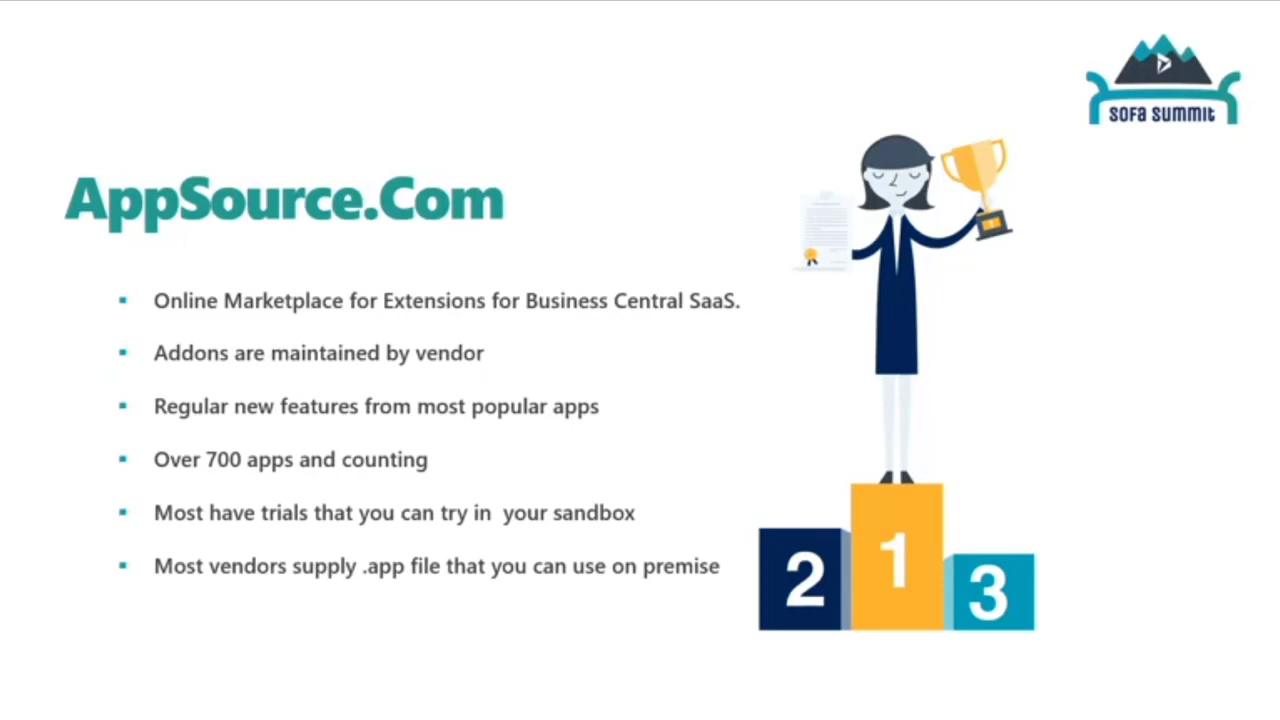 SOFA SUMMIT
AppSource.Com
Online Marketplace for Extensions for Business Central SaaS.
Addons are maintained by vendor
Regular new features from most popular apps
Over 700 apps and counting
Most have trials that you can try in  your sandbox
Most vendors supply .app file that you can use on premise
2
1
3
1